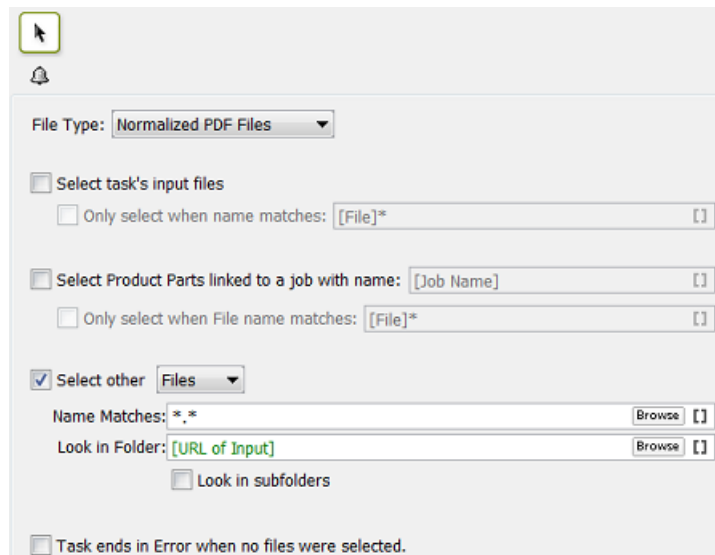 File Type: Normalized PDF Files
Select task's input files
Only select when name matches: [File]* []
Select Product Parts linked to a job with name: [Job Name] []
Only select when File name matches: [File]* []
Select other Files
Name Matches: *.* Browse []
Look in Folder: [URL of Input] Browse []
Look in subfolders
Task ends in Error when no files were selected.